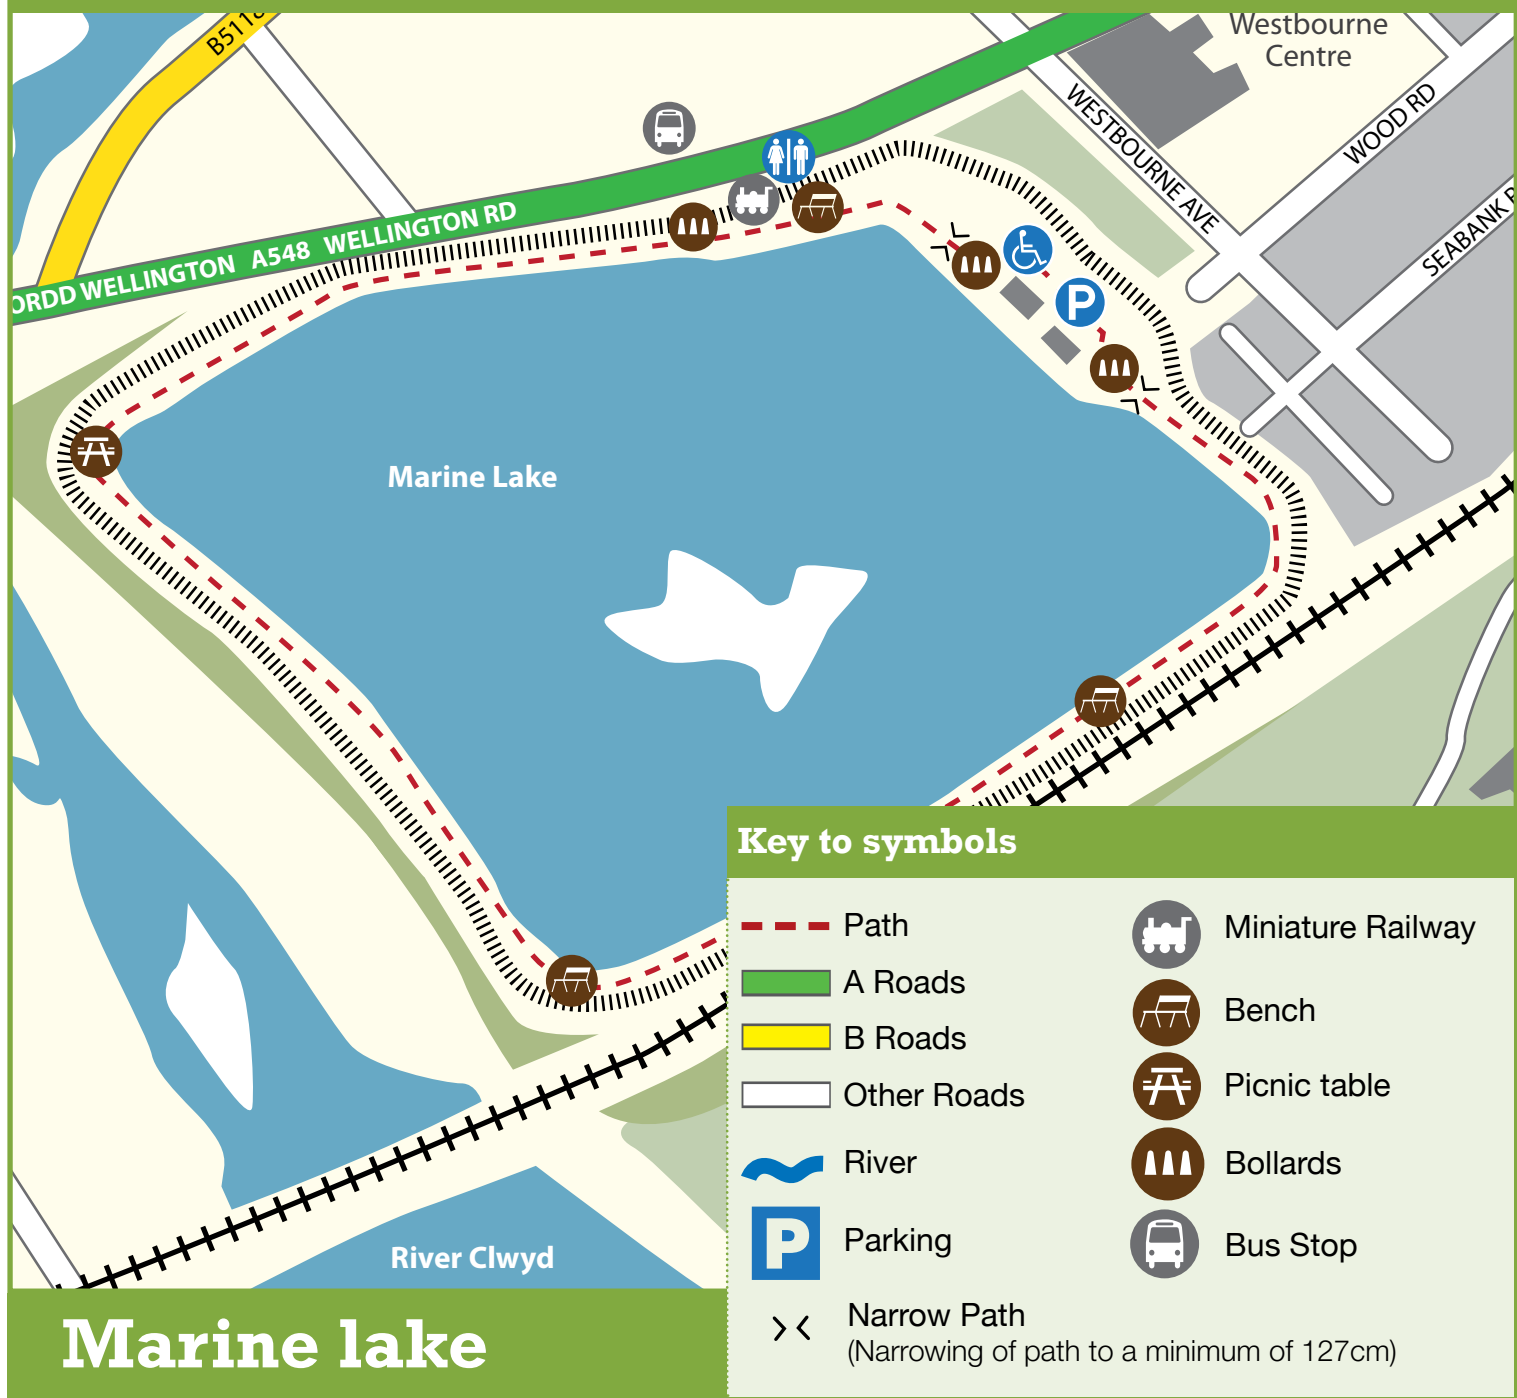 B5118
Westbourne
Centre
WESTBOURNE AVE
WOOD RD
SEABANK
FORDD WELLINGTON A548 WELLINGTON RD
P
Marine Lake
River Clwyd
Marine lake
Key to symbols
Path
A Roads
B Roads
Other Roads
River
P Parking
Narrow Path
(Narrowing of path to a minimum of 127cm)
Miniature Railway
Bench
Picnic table
Bollards
Bus Stop